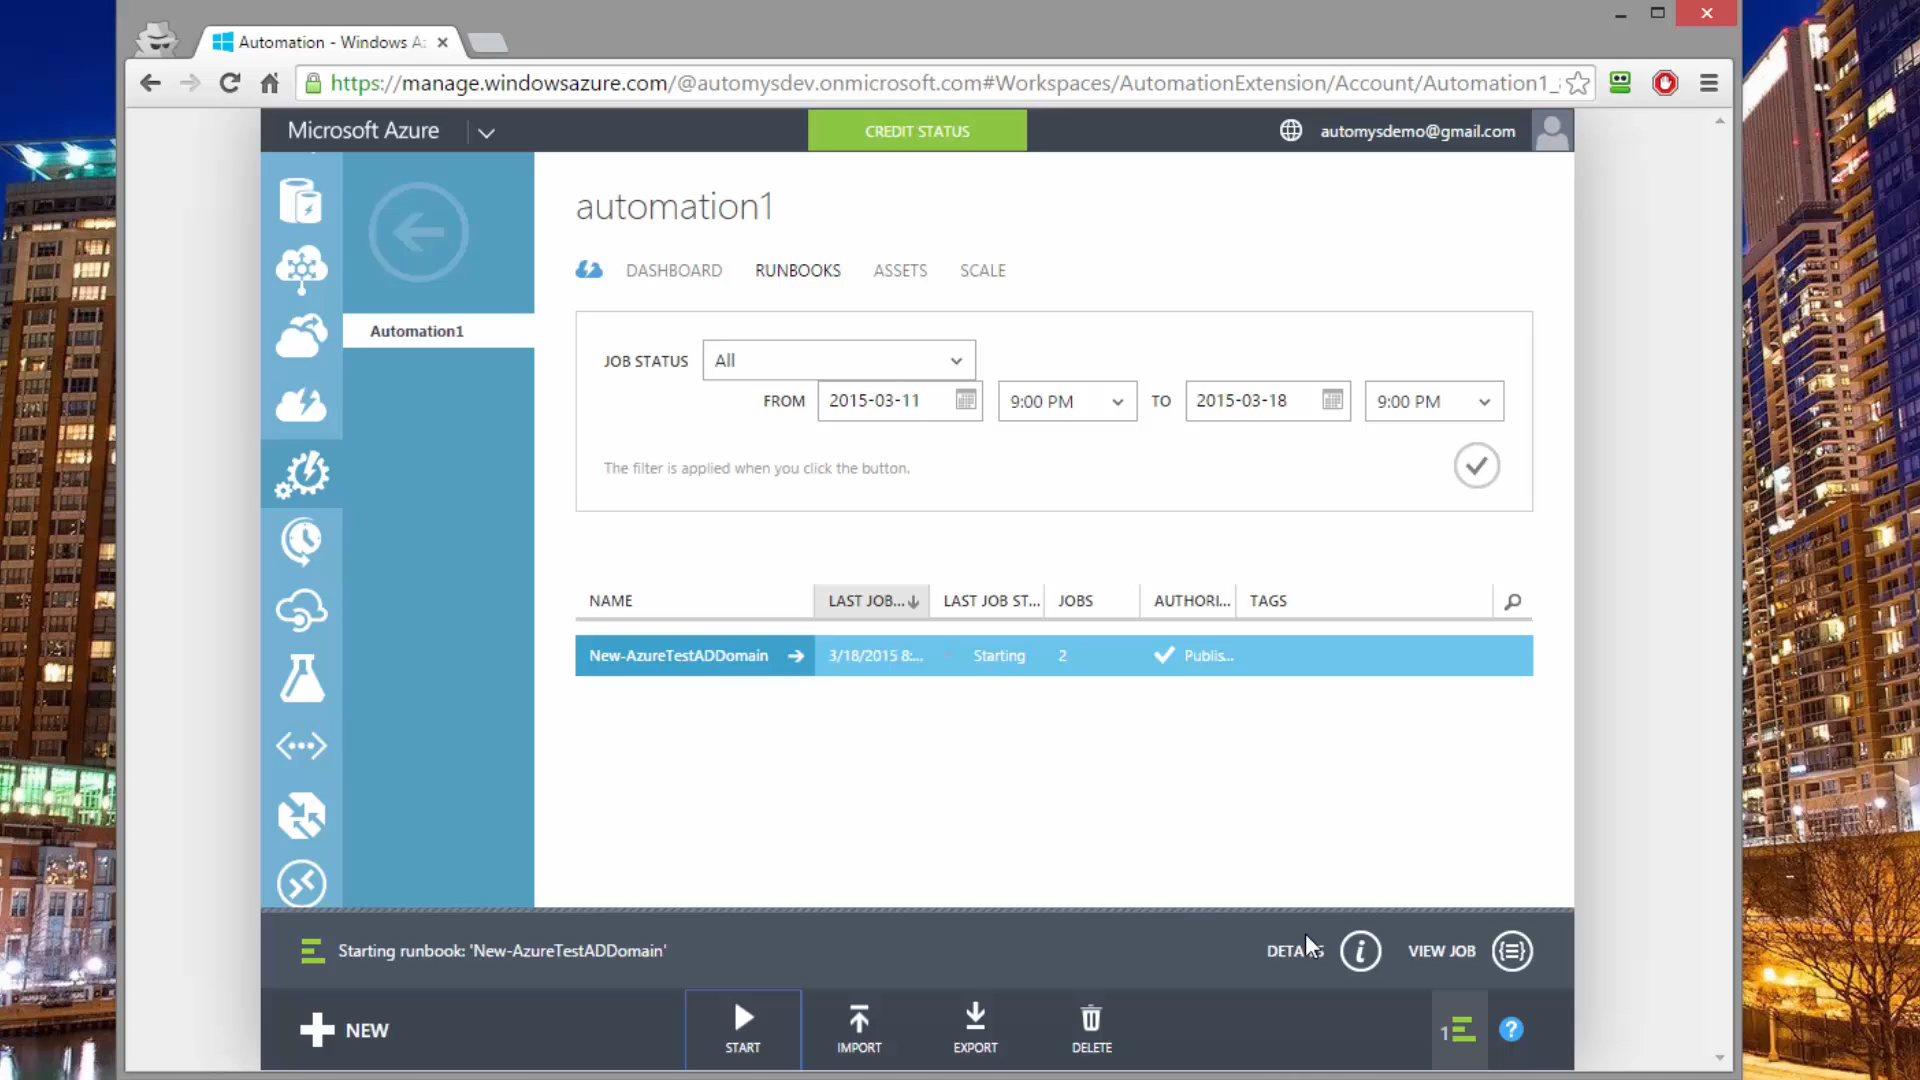 Automation - Windows Az
https://manage.windowsazure.com/@automysdev.onmicrosoft.com#Workspaces/AutomationExtension/Account/Automation1_
Microsoft Azure
CREDIT STATUS
automysdemo@gmail.com
automation1
DASHBOARD RUNBOOKS ASSETS SCALE
Automation1
JOB STATUS All
FROM 2015-03-11 9:00 PM TO 2015-03-18 9:00 PM
The filter is applied when you click the button.
NAME LAST JOB... LAST JOB ST... JOBS AUTHORI... TAGS
New-AzureTestADDomain 3/18/2015 8:... Starting 2 Publis...
Starting runbook: 'New-AzureTestADDomain'
DETAILS VIEW JOB
NEW
START IMPORT EXPORT DELETE
1 ?